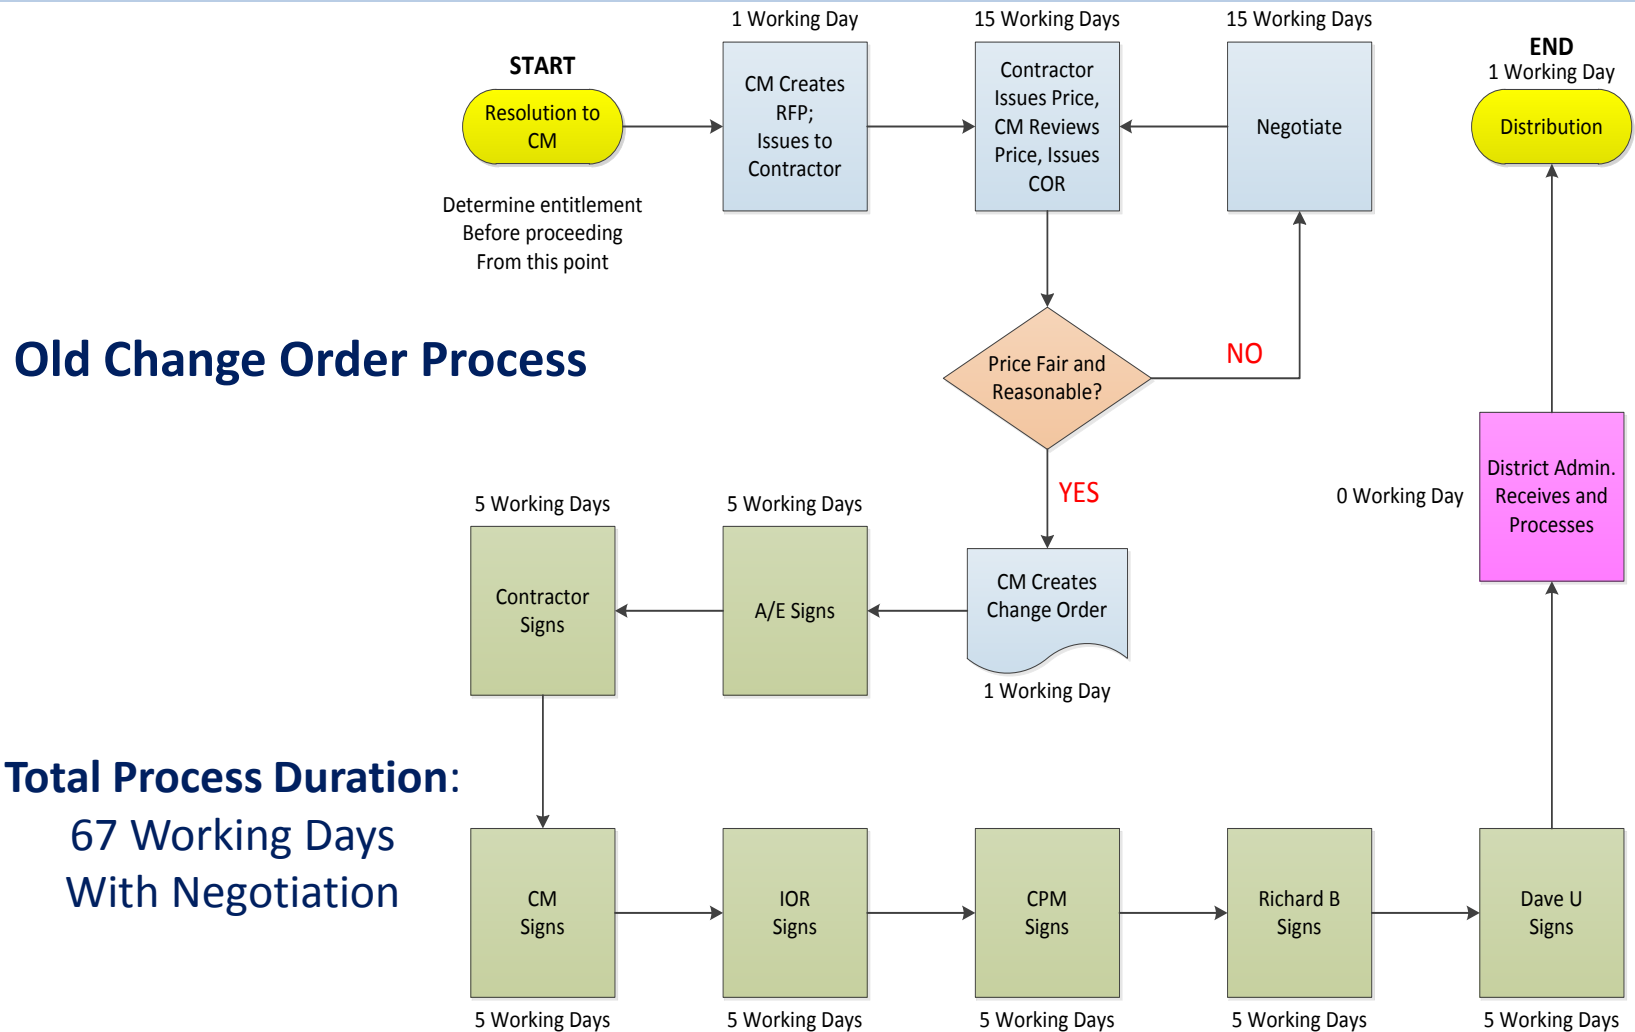 1 Working Day
15 Working Days
15 Working Days
START
END
1 Working Day
Resolution to
CM
CM Creates
RFP;
Issues to
Contractor
Contractor
Issues Price,
CM Reviews
Price, Issues
COR
Negotiate
Distribution
Determine entitlement
Before proceeding
From this point
Old Change Order Process
Price Fair and
Reasonable?
NO
YES
District Admin.
Receives and
Processes
0 Working Day
5 Working Days
5 Working Days
Contractor
Signs
A/E Signs
CM Creates
Change Order
1 Working Day
Total Process Duration:
67 Working Days
With Negotiation
CM
Signs
IOR
Signs
CPM
Signs
Richard B
Signs
Dave U
Signs
5 Working Days
5 Working Days
5 Working Days
5 Working Days
5 Working Days